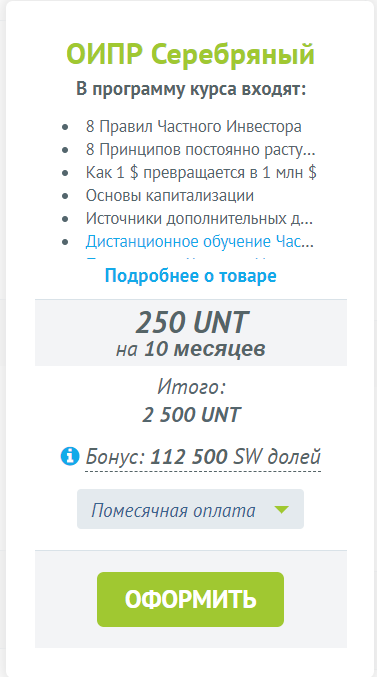 ОИПР Серебряный
В программу курса входят:
8 Правил Частного Инвестора
8 Принципов постоянно расту...
Как 1 $ превращается в 1 млн $
Основы капитализации
Источники дополнительных д...
Дистанционное обучение Час...
Подробнее о товаре
250 UNT
на 10 месяцев
Итого:
2 500 UNT
Бонус: 112 500 SW долей
Помесячная оплата
ОФОРМИТЬ